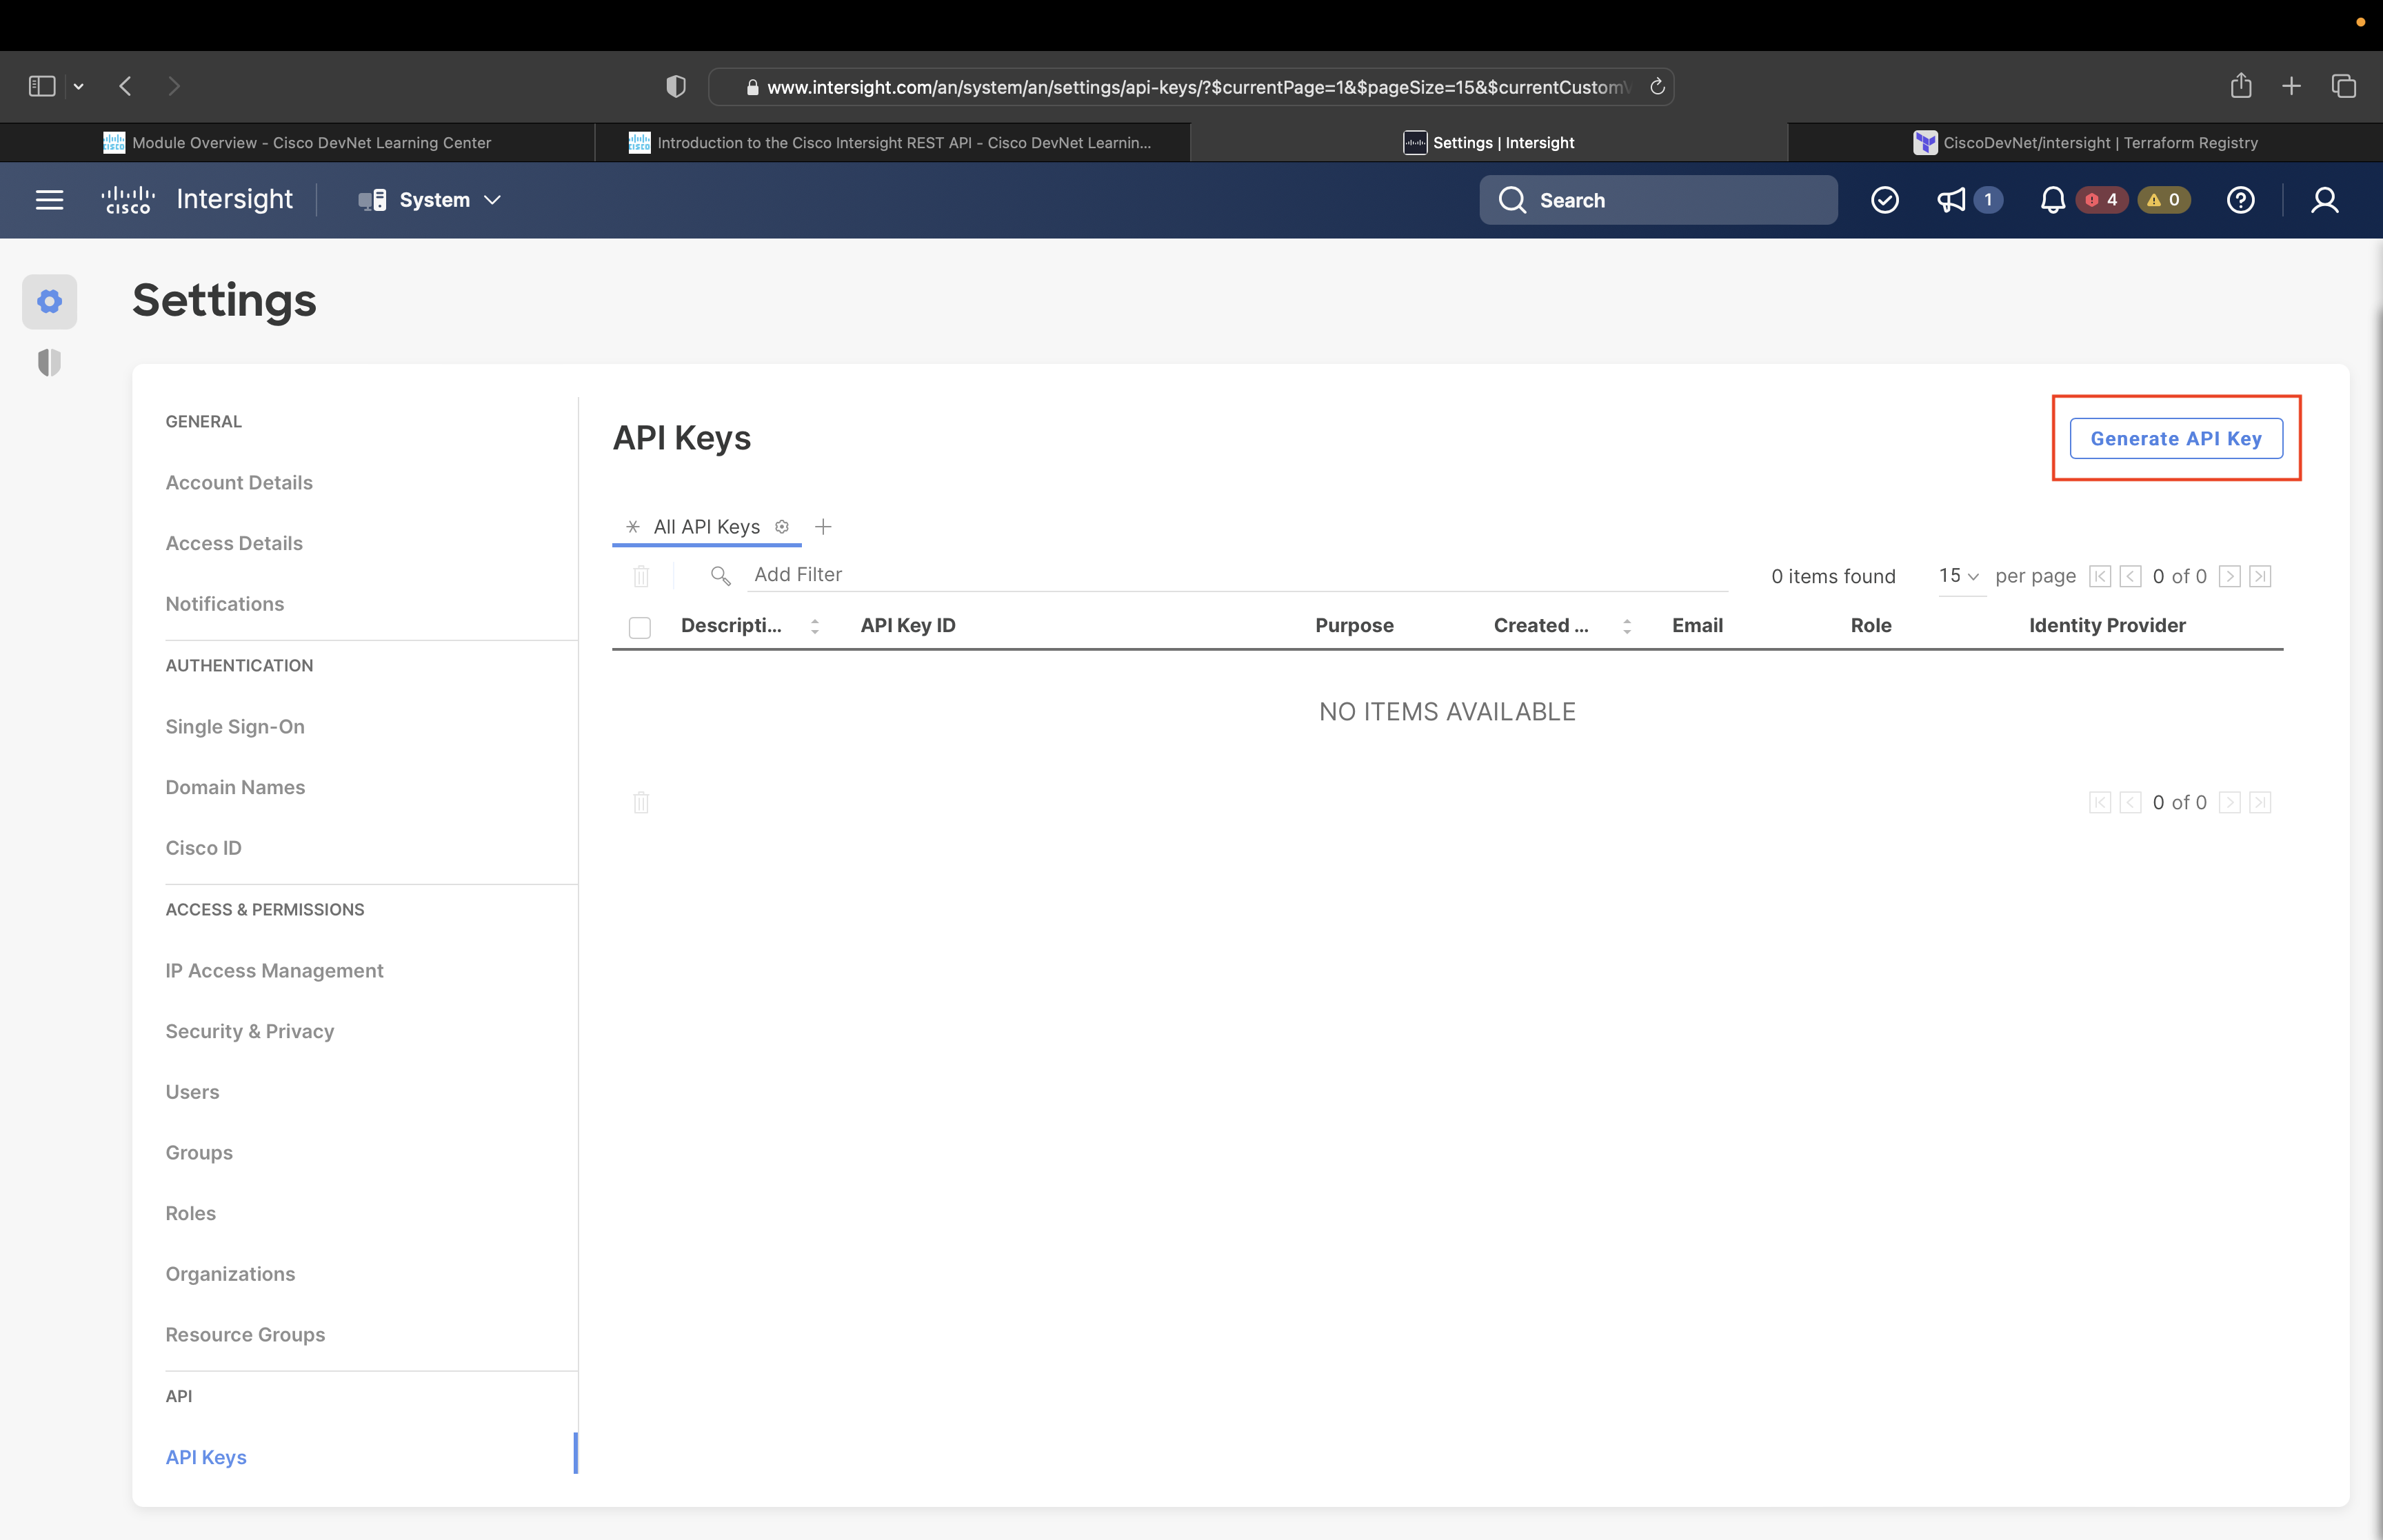 www.intersight.com/an/system/an/settings/api-keys/?$currentPage=1&$pageSize=15&$currentCustom
Module Overview - Cisco DevNet Learning Center
Introduction to the Cisco Intersight REST API - Cisco DevNet Learnin...
Settings | Intersight
CiscoDevNet/intersight | Terraform Registry
CISCO Intersight
System
Search
1
4
0
Settings
GENERAL
Account Details
Access Details
Notifications
AUTHENTICATION
Single Sign-On
Domain Names
Cisco ID
ACCESS & PERMISSIONS
IP Access Management
Security & Privacy
Users
Groups
Roles
Organizations
Resource Groups
API
API Keys
API Keys
Generate API Key
All API Keys
Add Filter
0 items found 15 per page 0 of 0
Descripti... API Key ID Purpose Created ... Email Role Identity Provider
NO ITEMS AVAILABLE
0 of 0